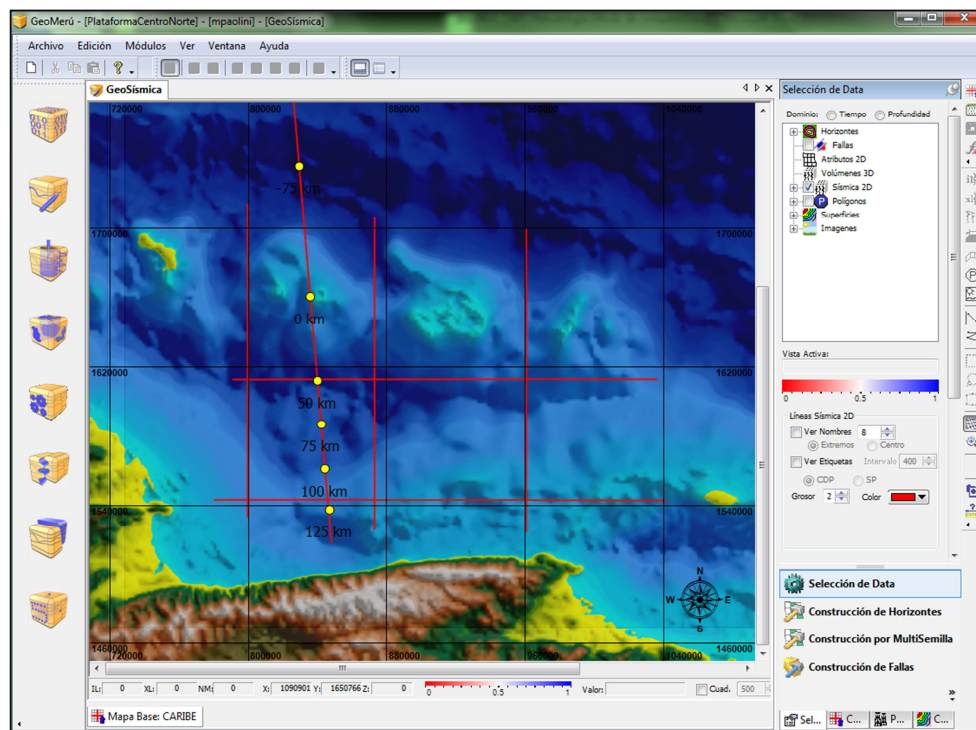 GeoMerú - [PlataformaCentroNorte] - [mpaolini] - [GeoSísmica]
Archivo Edición Módulos Ver Ventana Ayuda
GeoSísmica
720000 800000 880000 960000 1040000
-75 km
1700000 1700000
0 km
1620000 1620000
50 km
75 km
100 km
1540000 1540000
125 km
N
W E
S
1460000 1460000
720000 800000 880000 960000 1040000
IL: 0 XL: 0 NM: 0 X: 1090901 Y: 1650766 Z: 0 0 0.5 1 Valor: Cuad. 500
Mapa Base: CARIBE
Selección de Data
Dominio: Tiempo Profundidad
Horizontes
Fallas
Atributos 2D
Volúmenes 3D
Sísmica 2D
P Polígonos
Superficies
Imagenes
Vista Activa:
0 0.5 1
Líneas Sísmica 2D
Ver Nombres 8
Extremos Centro
Ver Etiquetas Intervalo 400
CDP SP
Grosor 2 Color
Selección de Data
Construcción de Horizontes
Construcción por MultiSemilla
Construcción de Fallas
Sel... C... P... C...